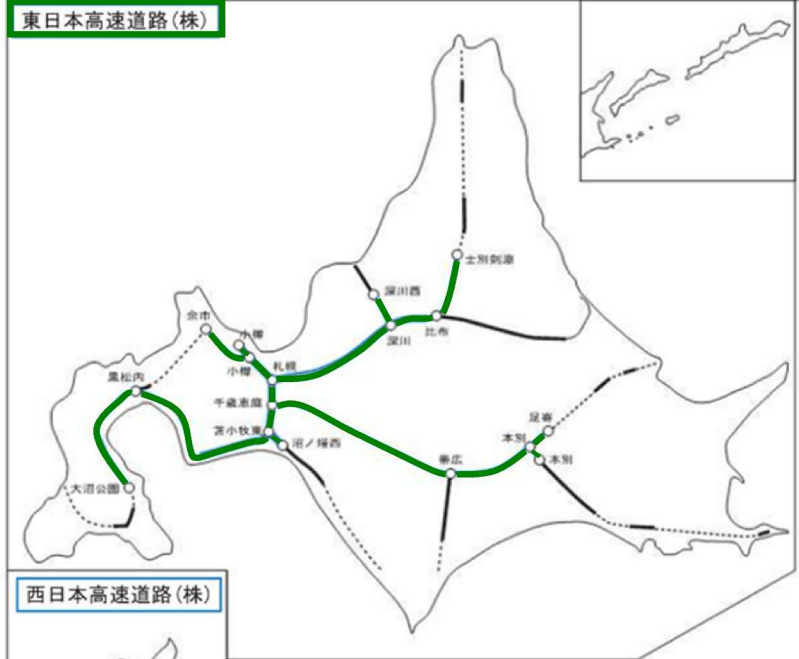 東日本高速道路(株)
士別剣淵
深川西
余市
小樽
比布
深川
小樽
札幌
黒松内
千歳恵庭
足寄
苫小牧東
沼ノ端西
本別
帯広
本別
大沼公園
西日本高速道路(株)